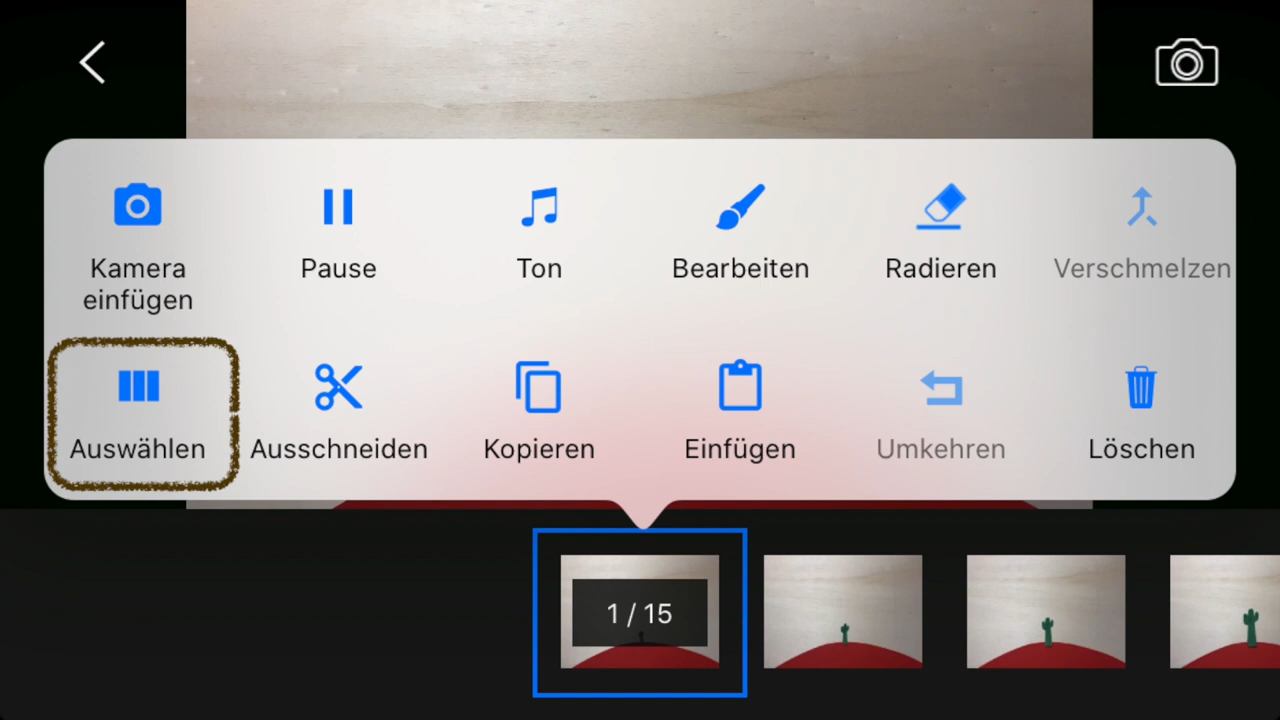 Kamera
einfügen
Pause
Ton
Bearbeiten
Radieren
Verschmelzen
Auswählen
Ausschneiden
Kopieren
Einfügen
Umkehren
Löschen
1 / 15